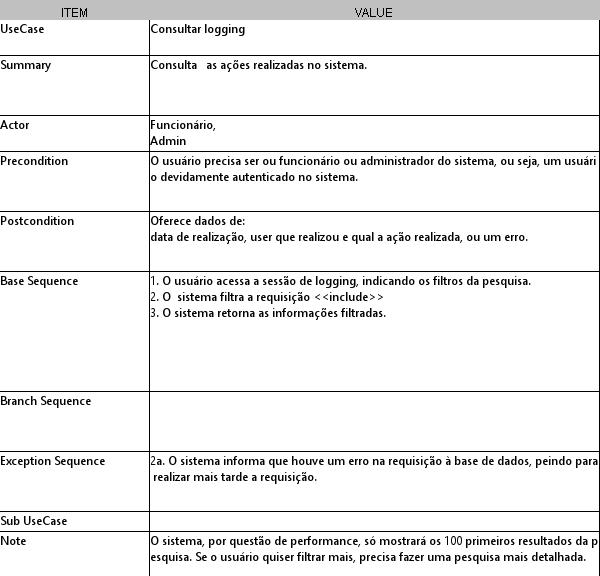 ITEM VALUE
UseCase Consultar logging
Summary Consulta as ações realizadas no sistema.
Actor Funcionário,
Admin
Precondition O usuário precisa ser ou funcionário ou administrador do sistema, ou seja, um usuári
o devidamente autenticado no sistema.
Postcondition Oferece dados de:
data de realização, user que realizou e qual a ação realizada, ou um erro.
Base Sequence 1. O usuário acessa a sessão de logging, indicando os filtros da pesquisa.
2. O sistema filtra a requisição <<include>>
3. O sistema retorna as informações filtradas.
Branch Sequence
Exception Sequence 2a. O sistema informa que houve um erro na requisição à base de dados, peindo para
realizar mais tarde a requisição.
Sub UseCase
Note O sistema, por questão de performance, só mostrará os 100 primeiros resultados da p
esquisa. Se o usuário quiser filtrar mais, precisa fazer uma pesquisa mais detalhada.